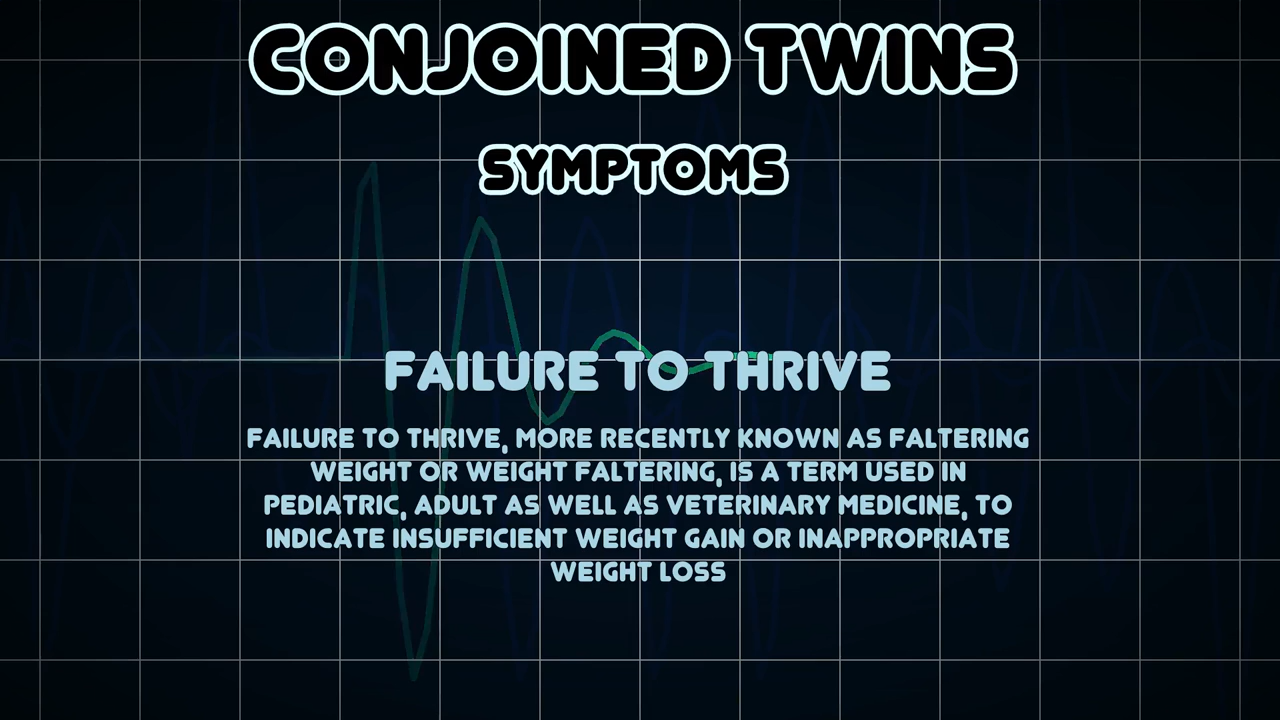 CONJOINED TWINS
SYMPTOMS
FAILURE TO THRIVE
FAILURE TO THRIVE, MORE RECENTLY KNOWN AS FALTERING
WEIGHT OR WEIGHT FALTERING, IS A TERM USED IN
PEDIATRIC, ADULT AS WELL AS VETERINARY MEDICINE, TO
INDICATE INSUFFICIENT WEIGHT GAIN OR INAPPROPRIATE
WEIGHT LOSS